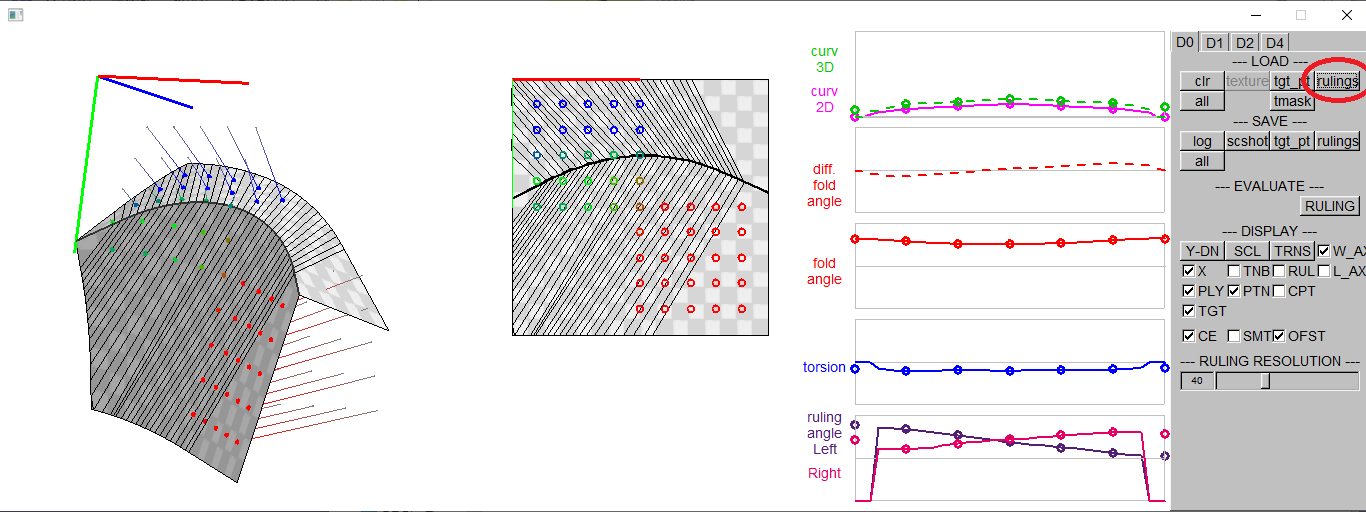 curv
3D
curv
2D
diff.
fold
angle
fold
angle
torsion
ruling
angle
Left
Right
D0 D1 D2 D4
--- LOAD ---
clr texture tgt_pt rulings
all tmask
--- SAVE ---
log scshot tgt_pt rulings
all
--- EVALUATE ---
RULING
--- DISPLAY ---
Y-DN SCL TRNS W_AX
X TNB RUL L_AX
PLY PTN CPT
TGT
CE SMT OFST
--- RULING RESOLUTION ---
40